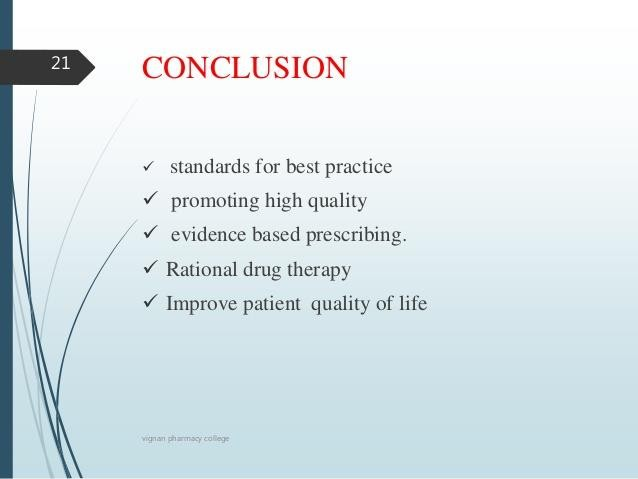 21
CONCLUSION
✓ standards for best practice
✓ promoting high quality
✓ evidence based prescribing.
✓ Rational drug therapy
✓ Improve patient quality of life
vignan pharmacy college